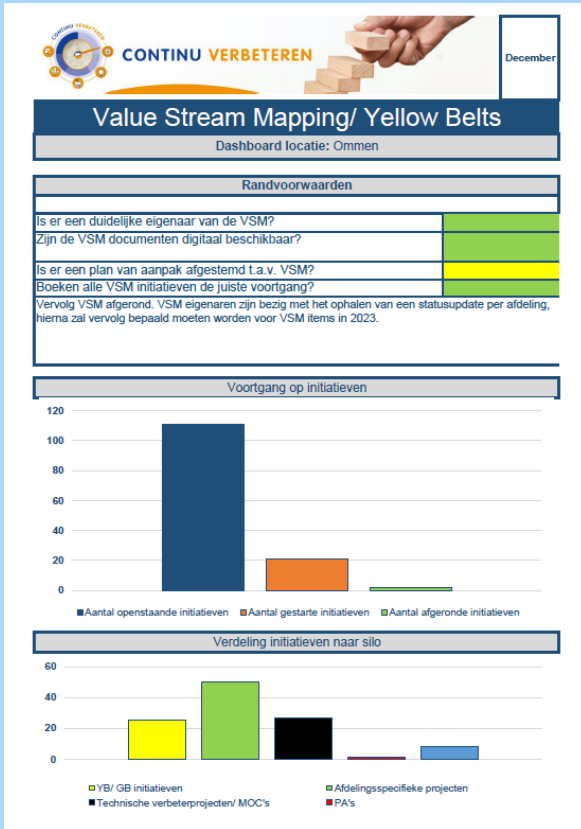 CONTINU VERBETEREN
December
Value Stream Mapping/ Yellow Belts
Dashboard locatie: Ommen
Randvoorwaarden
Is er een duidelijke eigenaar van de VSM?
Zijn de VSM documenten digitaal beschikbaar?
Is er een plan van aanpak afgestemd t.a.v. VSM?
Boeken alle VSM initiatieven de juiste voortgang?
Vervolg VSM afgerond. VSM eigenaren zijn bezig met het ophalen van een statusupdate per afdeling,
hierna zal vervolg bepaald moeten worden voor VSM items in 2023.
Voortgang op initiatieven
120
100
80
60
40
20
0
Aantal openstaande initiatieven Aantal gestarte initiatieven Aantal afgeronde initiatieven
Verdeling initiatieven naar silo
60
40
20
0
YB/ GB initiatieven Afdelingsspecifieke projecten
Technische verbeterprojecten/ MOC's PA's